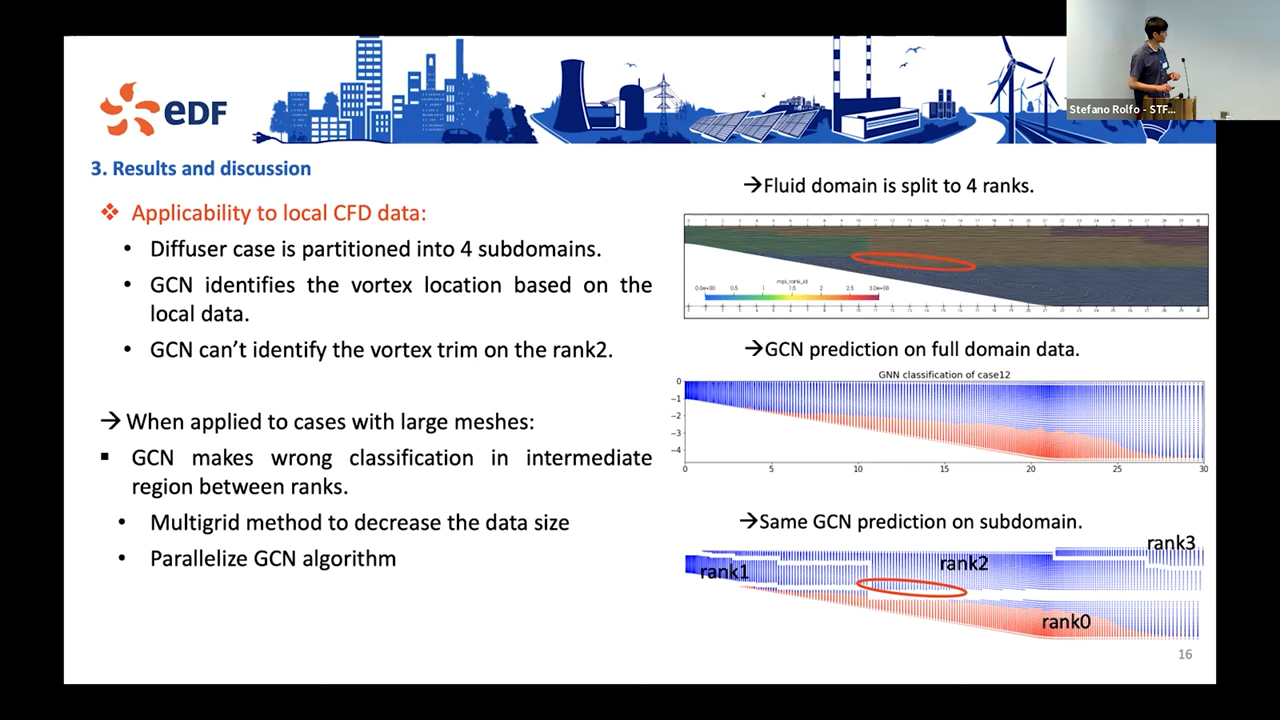 Stefano Rolfo - STF...
eDF
3. Results and discussion
❖ Applicability to local CFD data:
• Diffuser case is partitioned into 4 subdomains.
• GCN identifies the vortex location based on the
local data.
• GCN can't identify the vortex trim on the rank2.
→When applied to cases with large meshes:
▪ GCN makes wrong classification in intermediate
region between ranks.
• Multigrid method to decrease the data size
• Parallelize GCN algorithm
→Fluid domain is split to 4 ranks.
mpi_rank_id
0.0e+00 0.5 1 1.5 2 2.5 3.0e+00
→GCN prediction on full domain data.
GNN classification of case12
0
−1
−2
−3
−4
0 5 10 15 20 25 30
→Same GCN prediction on subdomain.
rank3
rank2
rank1
rank0
16